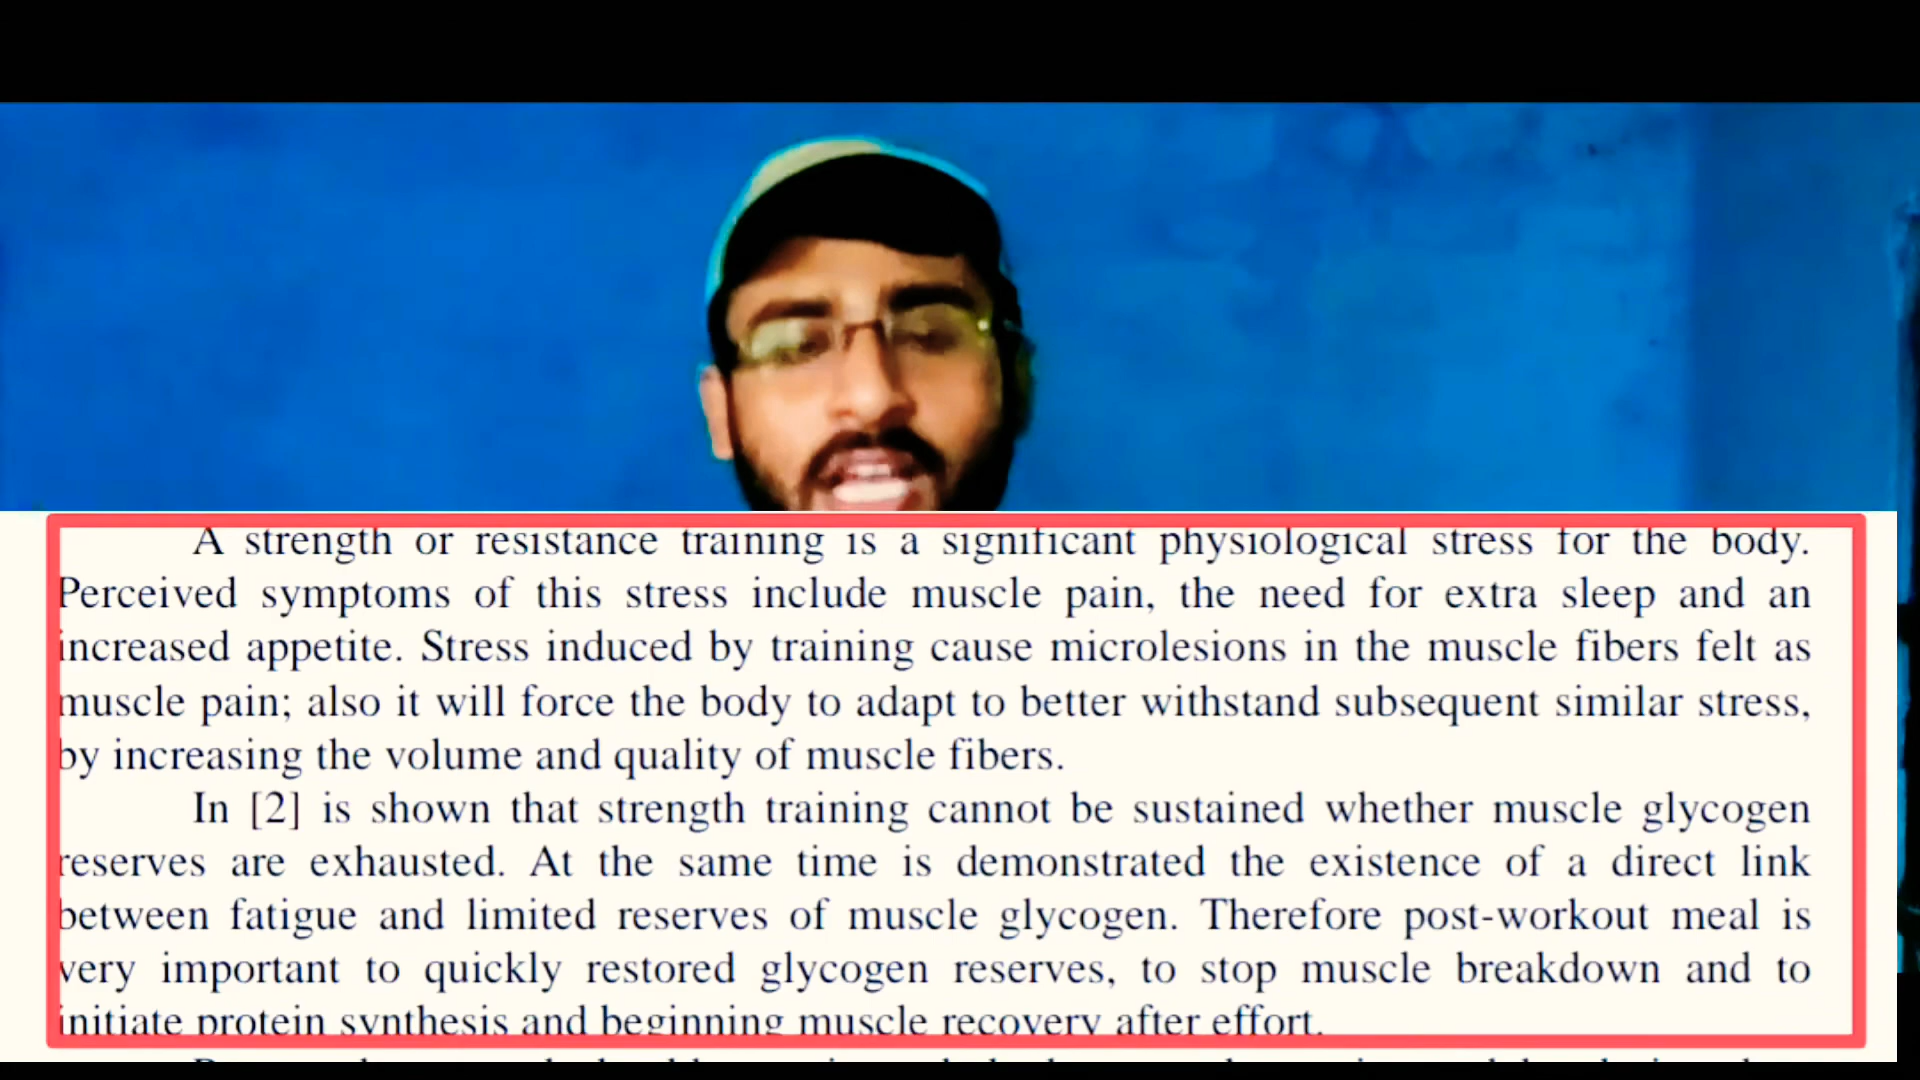 A strength or resistance training is a significant physiological stress for the body.
Perceived symptoms of this stress include muscle pain, the need for extra sleep and an
increased appetite. Stress induced by training cause microlesions in the muscle fibers felt as
muscle pain; also it will force the body to adapt to better withstand subsequent similar stress,
by increasing the volume and quality of muscle fibers.
In [2] is shown that strength training cannot be sustained whether muscle glycogen
reserves are exhausted. At the same time is demonstrated the existence of a direct link
between fatigue and limited reserves of muscle glycogen. Therefore post-workout meal is
very important to quickly restored glycogen reserves, to stop muscle breakdown and to
initiate protein synthesis and beginning muscle recovery after effort.